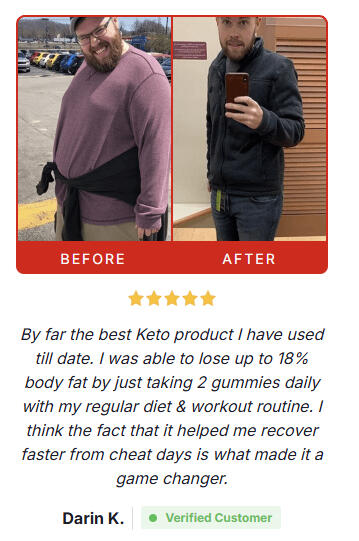 BEFORE AFTER
By far the best Keto product I have used
till date. I was able to lose up to 18%
body fat by just taking 2 gummies daily
with my regular diet & workout routine. I
think the fact that it helped me recover
faster from cheat days is what made it a
game changer.
Darin K. Verified Customer